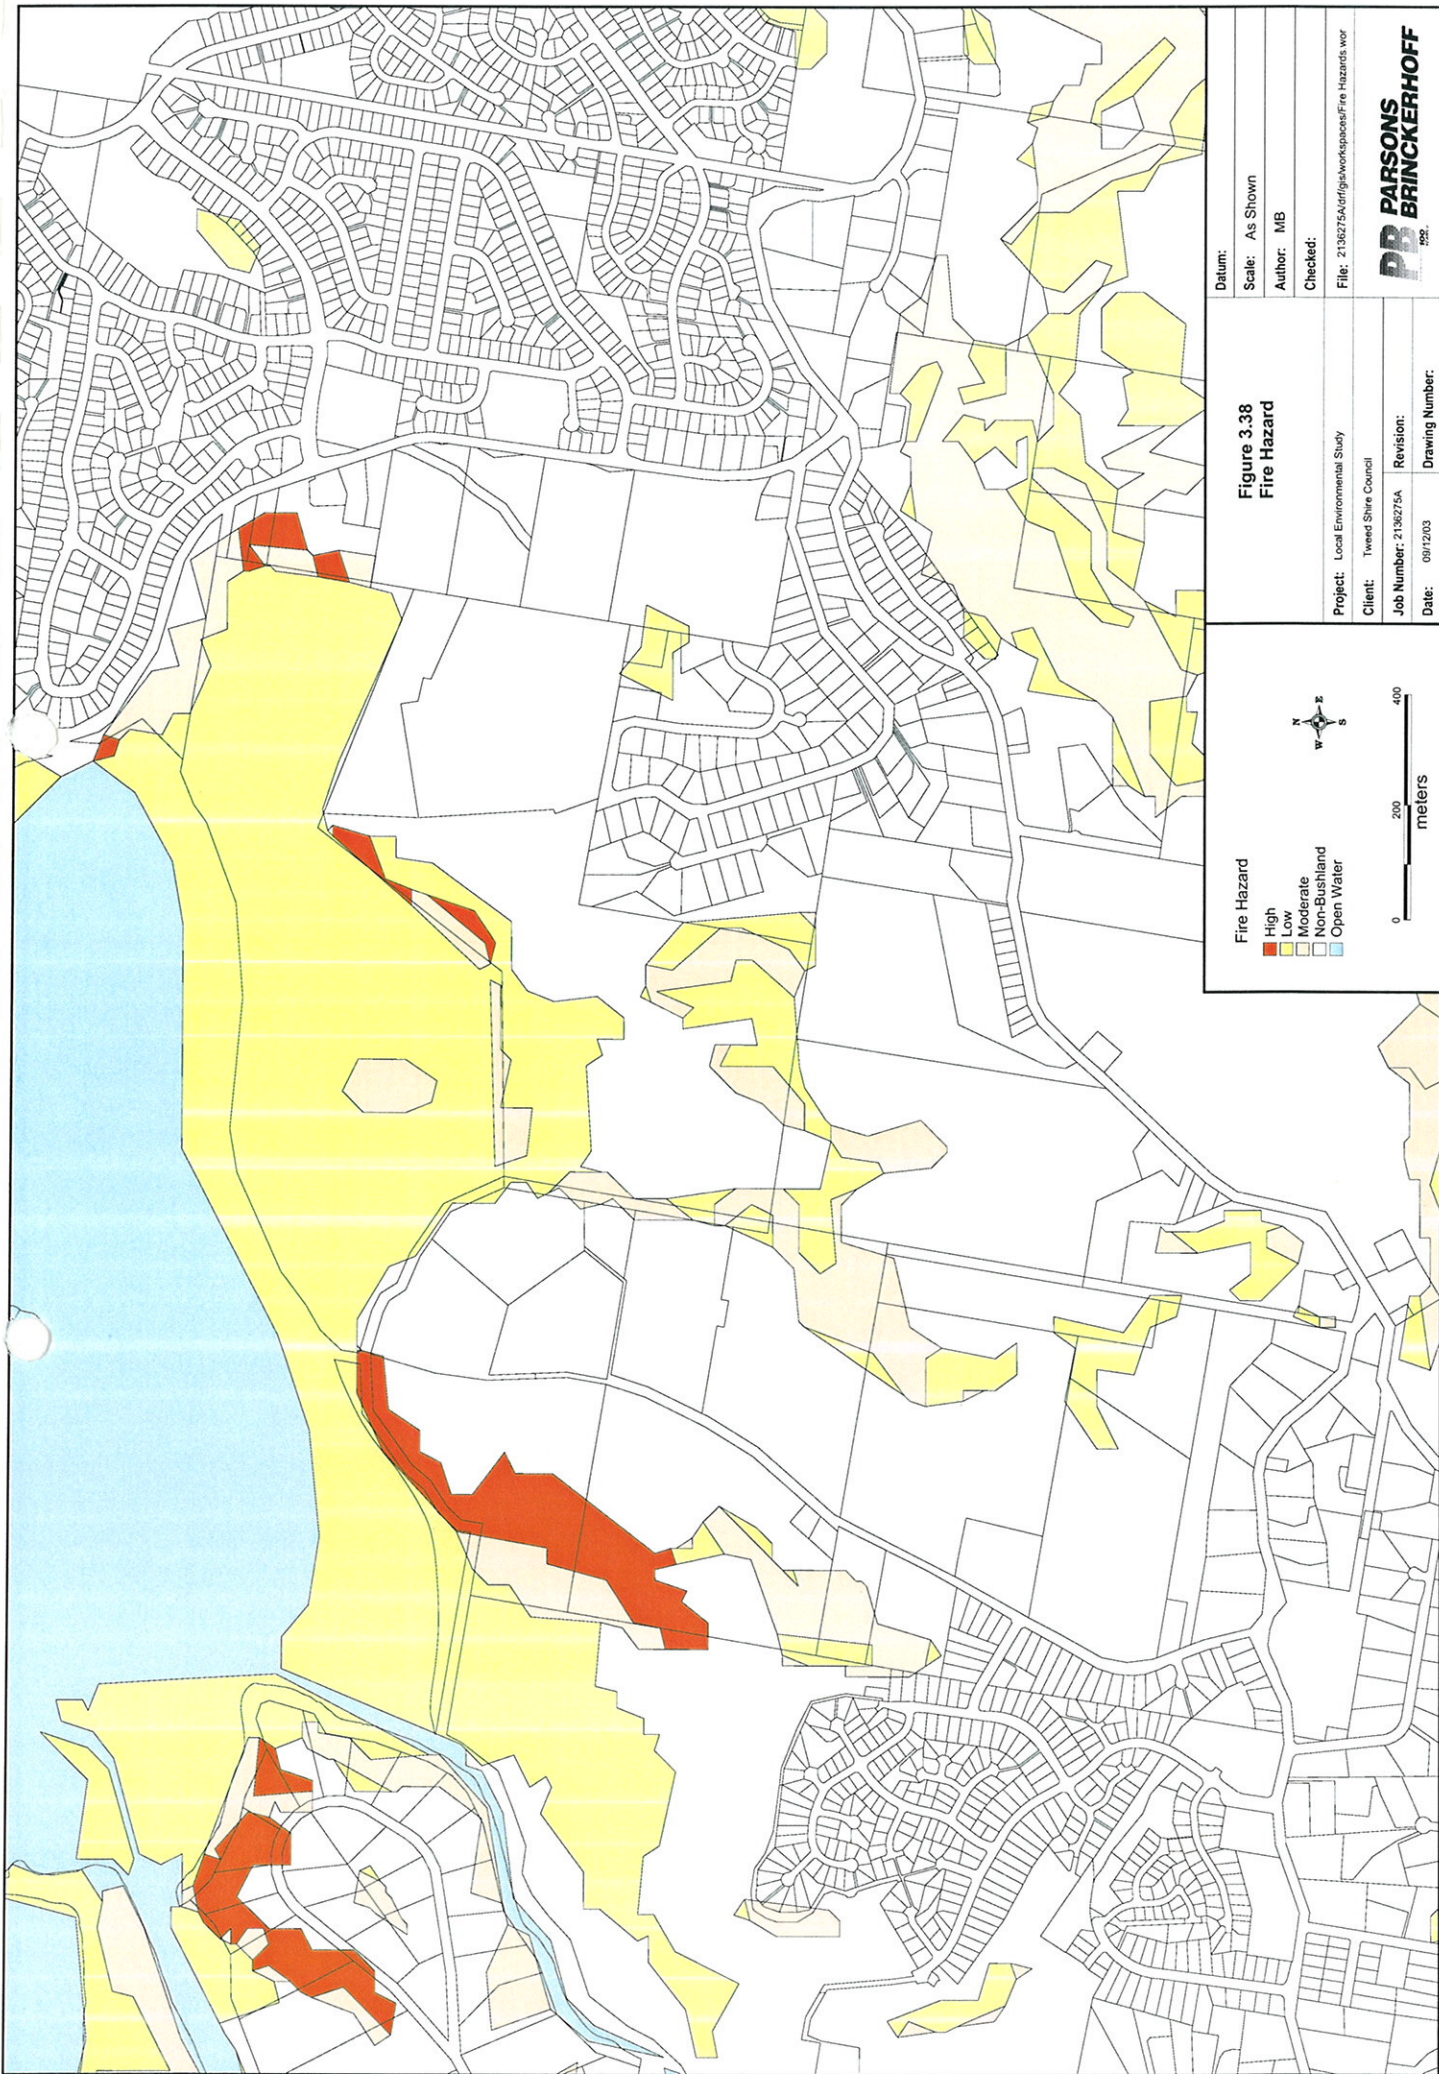 Fire Hazard
High
Low
Moderate
Non-Bushland
Open Water
N
W E
S
0 200 400
meters
Figure 3.38
Fire Hazard
Project: Local Environmental Study
Client: Tweed Shire Council
Job Number: 2136275A Revision:
Date: 09/12/03 Drawing Number:
Datum:
Scale: As Shown
Author: MB
Checked:
File: 2136275A/drf/gis/workspaces/Fire Hazards.wor
PB PARSONS
BRINCKERHOFF
100